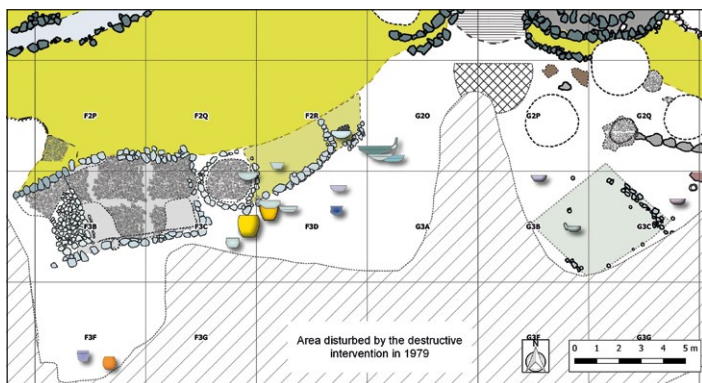 F2P F2Q F2R G2O G2P G2Q
F3B F3C F3D G3A G3B G3C
F3F F3G G3F G3G
Area disturbed by the destructive
intervention in 1979
N
0 1 2 3 4 5 m